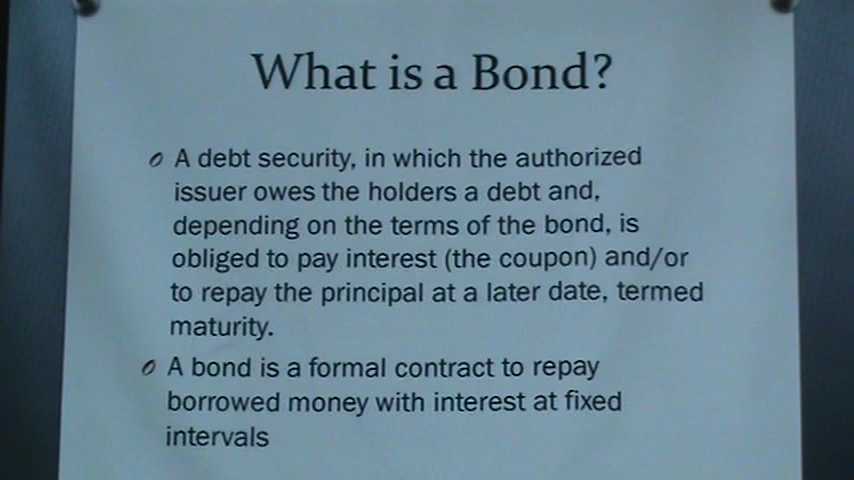 What is a Bond?
A debt security, in which the authorized
issuer owes the holders a debt and,
depending on the terms of the bond, is
obliged to pay interest (the coupon) and/or
to repay the principal at a later date, termed
maturity.
A bond is a formal contract to repay
borrowed money with interest at fixed
intervals